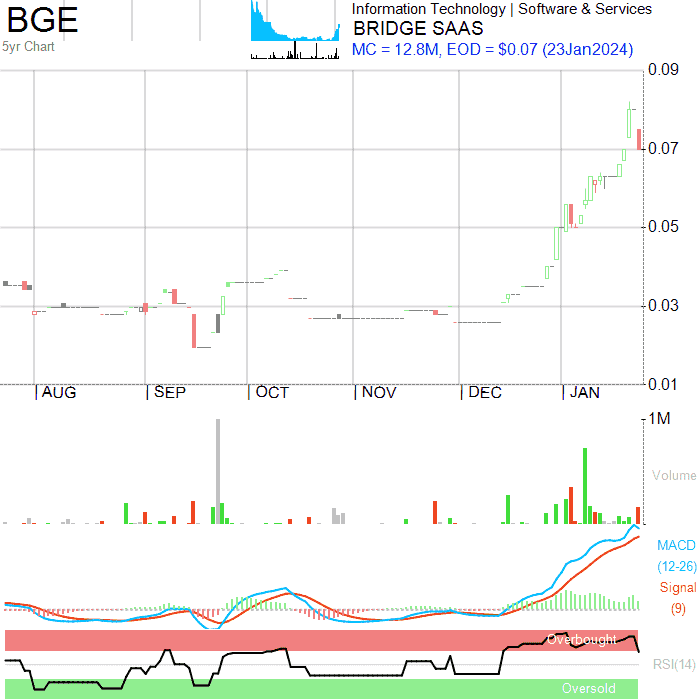 BGE
5yr Chart
Information Technology | Software & Services
BRIDGE SAAS
MC = 12.8M, EOD = $0.07 (23Jan2024)
0.09
0.07
0.05
0.03
0.01
| AUG | SEP | OCT | NOV | DEC | JAN
1M
Volume
MACD
(12-26)
Signal
(9)
Overbought
RSI(14)
Oversold